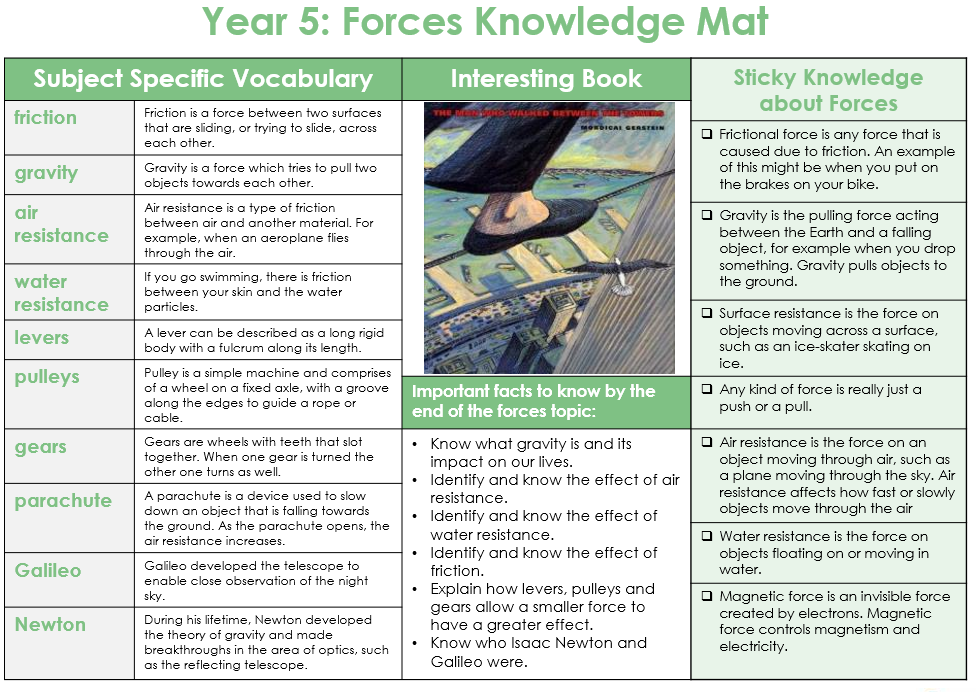 Year 5: Forces Knowledge Mat
Subject Specific Vocabulary
friction
Friction is a force between two surfaces
that are sliding, or trying to slide, across
each other.
gravity
Gravity is a force which tries to pull two
objects towards each other.
air
resistance
Air resistance is a type of friction
between air and another material. For
example, when an aeroplane flies
through the air.
water
resistance
If you go swimming, there is friction
between your skin and the water
particles.
levers
A lever can be described as a long rigid
body with a fulcrum along its length.
pulleys
Pulley is a simple machine and comprises
of a wheel on a fixed axle, with a groove
along the edges to guide a rope or
cable.
gears
Gears are wheels with teeth that slot
together. When one gear is turned the
other one turns as well.
parachute
A parachute is a device used to slow
down an object that is falling towards
the ground. As the parachute opens, the
air resistance increases.
Galileo
Galileo developed the telescope to
enable close observation of the night
sky.
Newton
During his lifetime, Newton developed
the theory of gravity and made
breakthroughs in the area of optics, such
as the reflecting telescope.
Interesting Book
THE MAN WHO WALKED BETWEEN THE TOWERS
MORDICAI GERSTEIN
Important facts to know by the
end of the forces topic:
• Know what gravity is and its
impact on our lives.
• Identify and know the effect of air
resistance.
• Identify and know the effect of
water resistance.
• Identify and know the effect of
friction.
• Explain how levers, pulleys and
gears allow a smaller force to
have a greater effect.
• Know who Isaac Newton and
Galileo were.
Sticky Knowledge
about Forces
❑ Frictional force is any force that is
caused due to friction. An example
of this might be when you put on
the brakes on your bike.
❑ Gravity is the pulling force acting
between the Earth and a falling
object, for example when you drop
something. Gravity pulls objects to
the ground.
❑ Surface resistance is the force on
objects moving across a surface,
such as an ice-skater skating on
ice.
❑ Any kind of force is really just a
push or a pull.
❑ Air resistance is the force on an
object moving through air, such as
a plane moving through the sky. Air
resistance affects how fast or slowly
objects move through the air
❑ Water resistance is the force on
objects floating on or moving in
water.
❑ Magnetic force is an invisible force
created by electrons. Magnetic
force controls magnetism and
electricity.